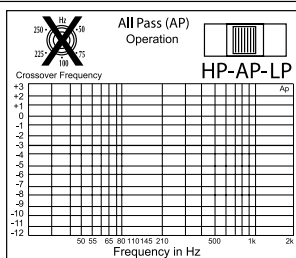 Hz
250
50
225
75
100
Crossover Frequency
All Pass (AP)
Operation
HP-AP-LP
Ap
+3
+2
+1
0
-1
-2
-3
-4
-5
-6
-7
-8
-9
-10
-11
-12
50 55 65 80 110 145 210 500 1k 2k
Frequency in Hz